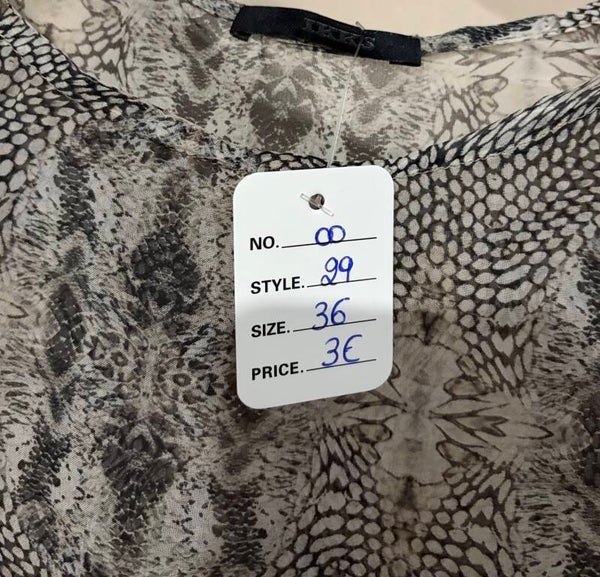 NO. 00
STYLE. 29
SIZE. 36
PRICE. 3€